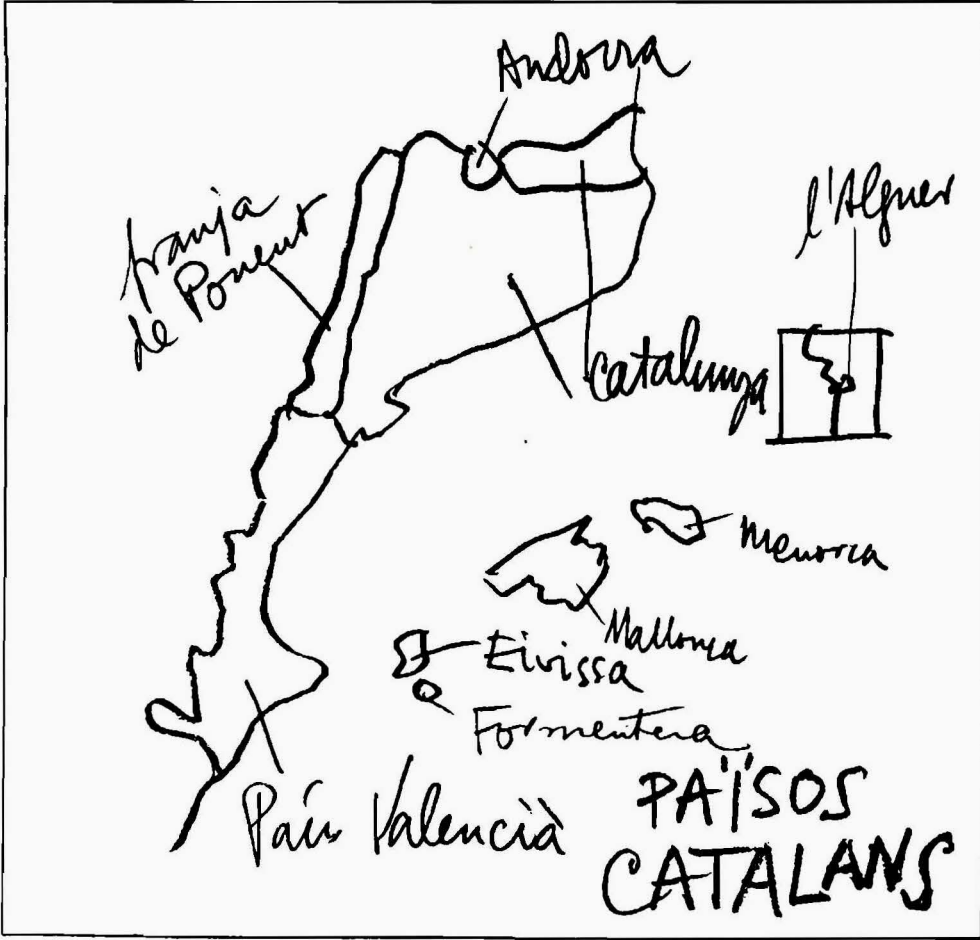 Andorra
franja
de Ponent
l'Alguer
Catalunya
Menorca
Mallorca
Eivissa
Formentera
País Valencià
PAÏSOS
CATALANS